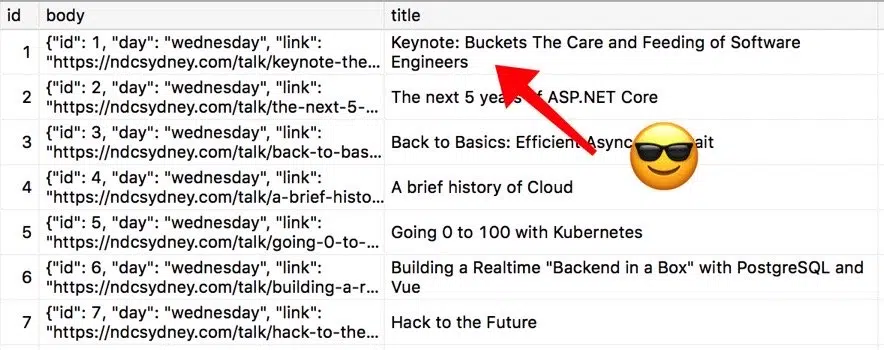 id body title
1 {"id": 1, "day": "wednesday", "link": Keynote: Buckets The Care and Feeding of Software
"https://ndcsydney.com/talk/keynote-the... Engineers
2 {"id": 2, "day": "wednesday", "link":
"https://ndcsydney.com/talk/the-next-5-... The next 5 years of ASP.NET Core
3 {"id": 3, "day": "wednesday", "link":
"https://ndcsydney.com/talk/back-to-bas... Back to Basics: Efficient Async
4 {"id": 4, "day": "wednesday", "link":
"https://ndcsydney.com/talk/a-brief-histo... A brief history of Cloud
5 {"id": 5, "day": "wednesday", "link":
"https://ndcsydney.com/talk/going-0-to-... Going 0 to 100 with Kubernetes
6 {"id": 6, "day": "wednesday", "link": Building a Realtime "Backend in a Box" with PostgreSQL and
"https://ndcsydney.com/talk/building-a-r... Vue
7 {"id": 7, "day": "wednesday", "link":
"https://ndcsydney.com/talk/hack-to-the... Hack to the Future